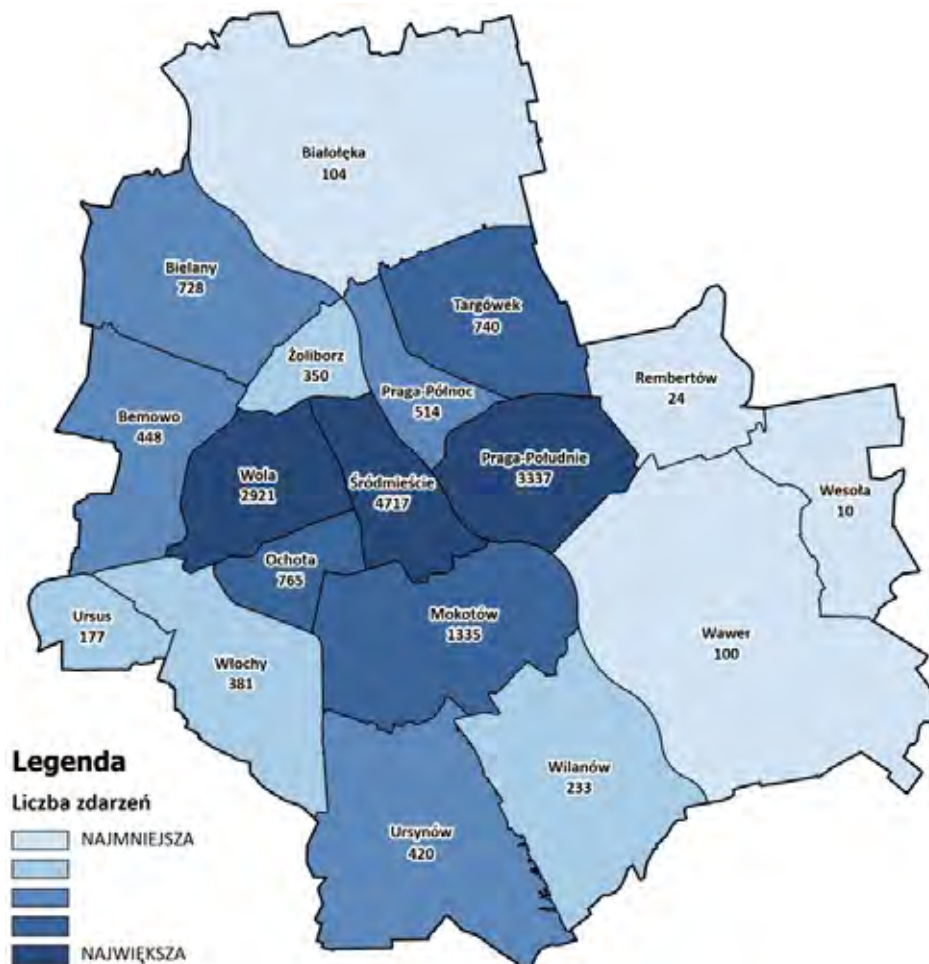 Białołęka
104
Bielany
728
Targówek
740
Żoliborz
350
Praga-Północ
514
Rembertów
24
Bemowo
448
Wola
2921
Śródmieście
4717
Praga-Południe
3337
Wesoła
10
Ochota
765
Ursus
177
Włochy
381
Mokotów
1335
Wawer
100
Wilanów
233
Ursynów
420
Legenda
Liczba zdarzeń
NAJMNIEJSZA
NAJWIĘKSZA